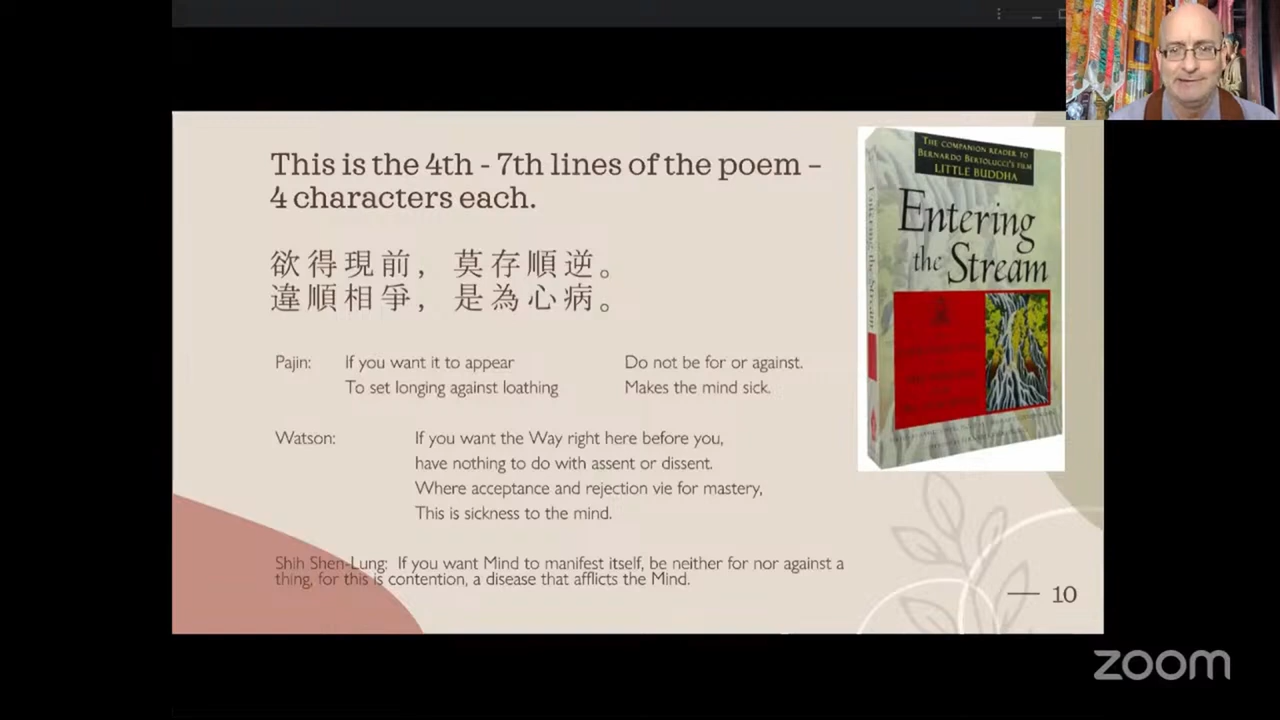 This is the 4th - 7th lines of the poem –
4 characters each.
欲得現前，莫存順逆。
違順相爭，是為心病。
Pajin: If you want it to appear Do not be for or against.
To set longing against loathing Makes the mind sick.
Watson: If you want the Way right here before you,
have nothing to do with assent or dissent.
Where acceptance and rejection vie for mastery,
This is sickness to the mind.
Shih Shen-Lung: If you want Mind to manifest itself, be neither for nor against a
thing, for this is contention, a disease that afflicts the Mind.
THE COMPANION READER TO
BERNARDO BERTOLUCCI'S FILM
LITTLE BUDDHA
Entering
the Stream
Entering the Stream
10
zoom